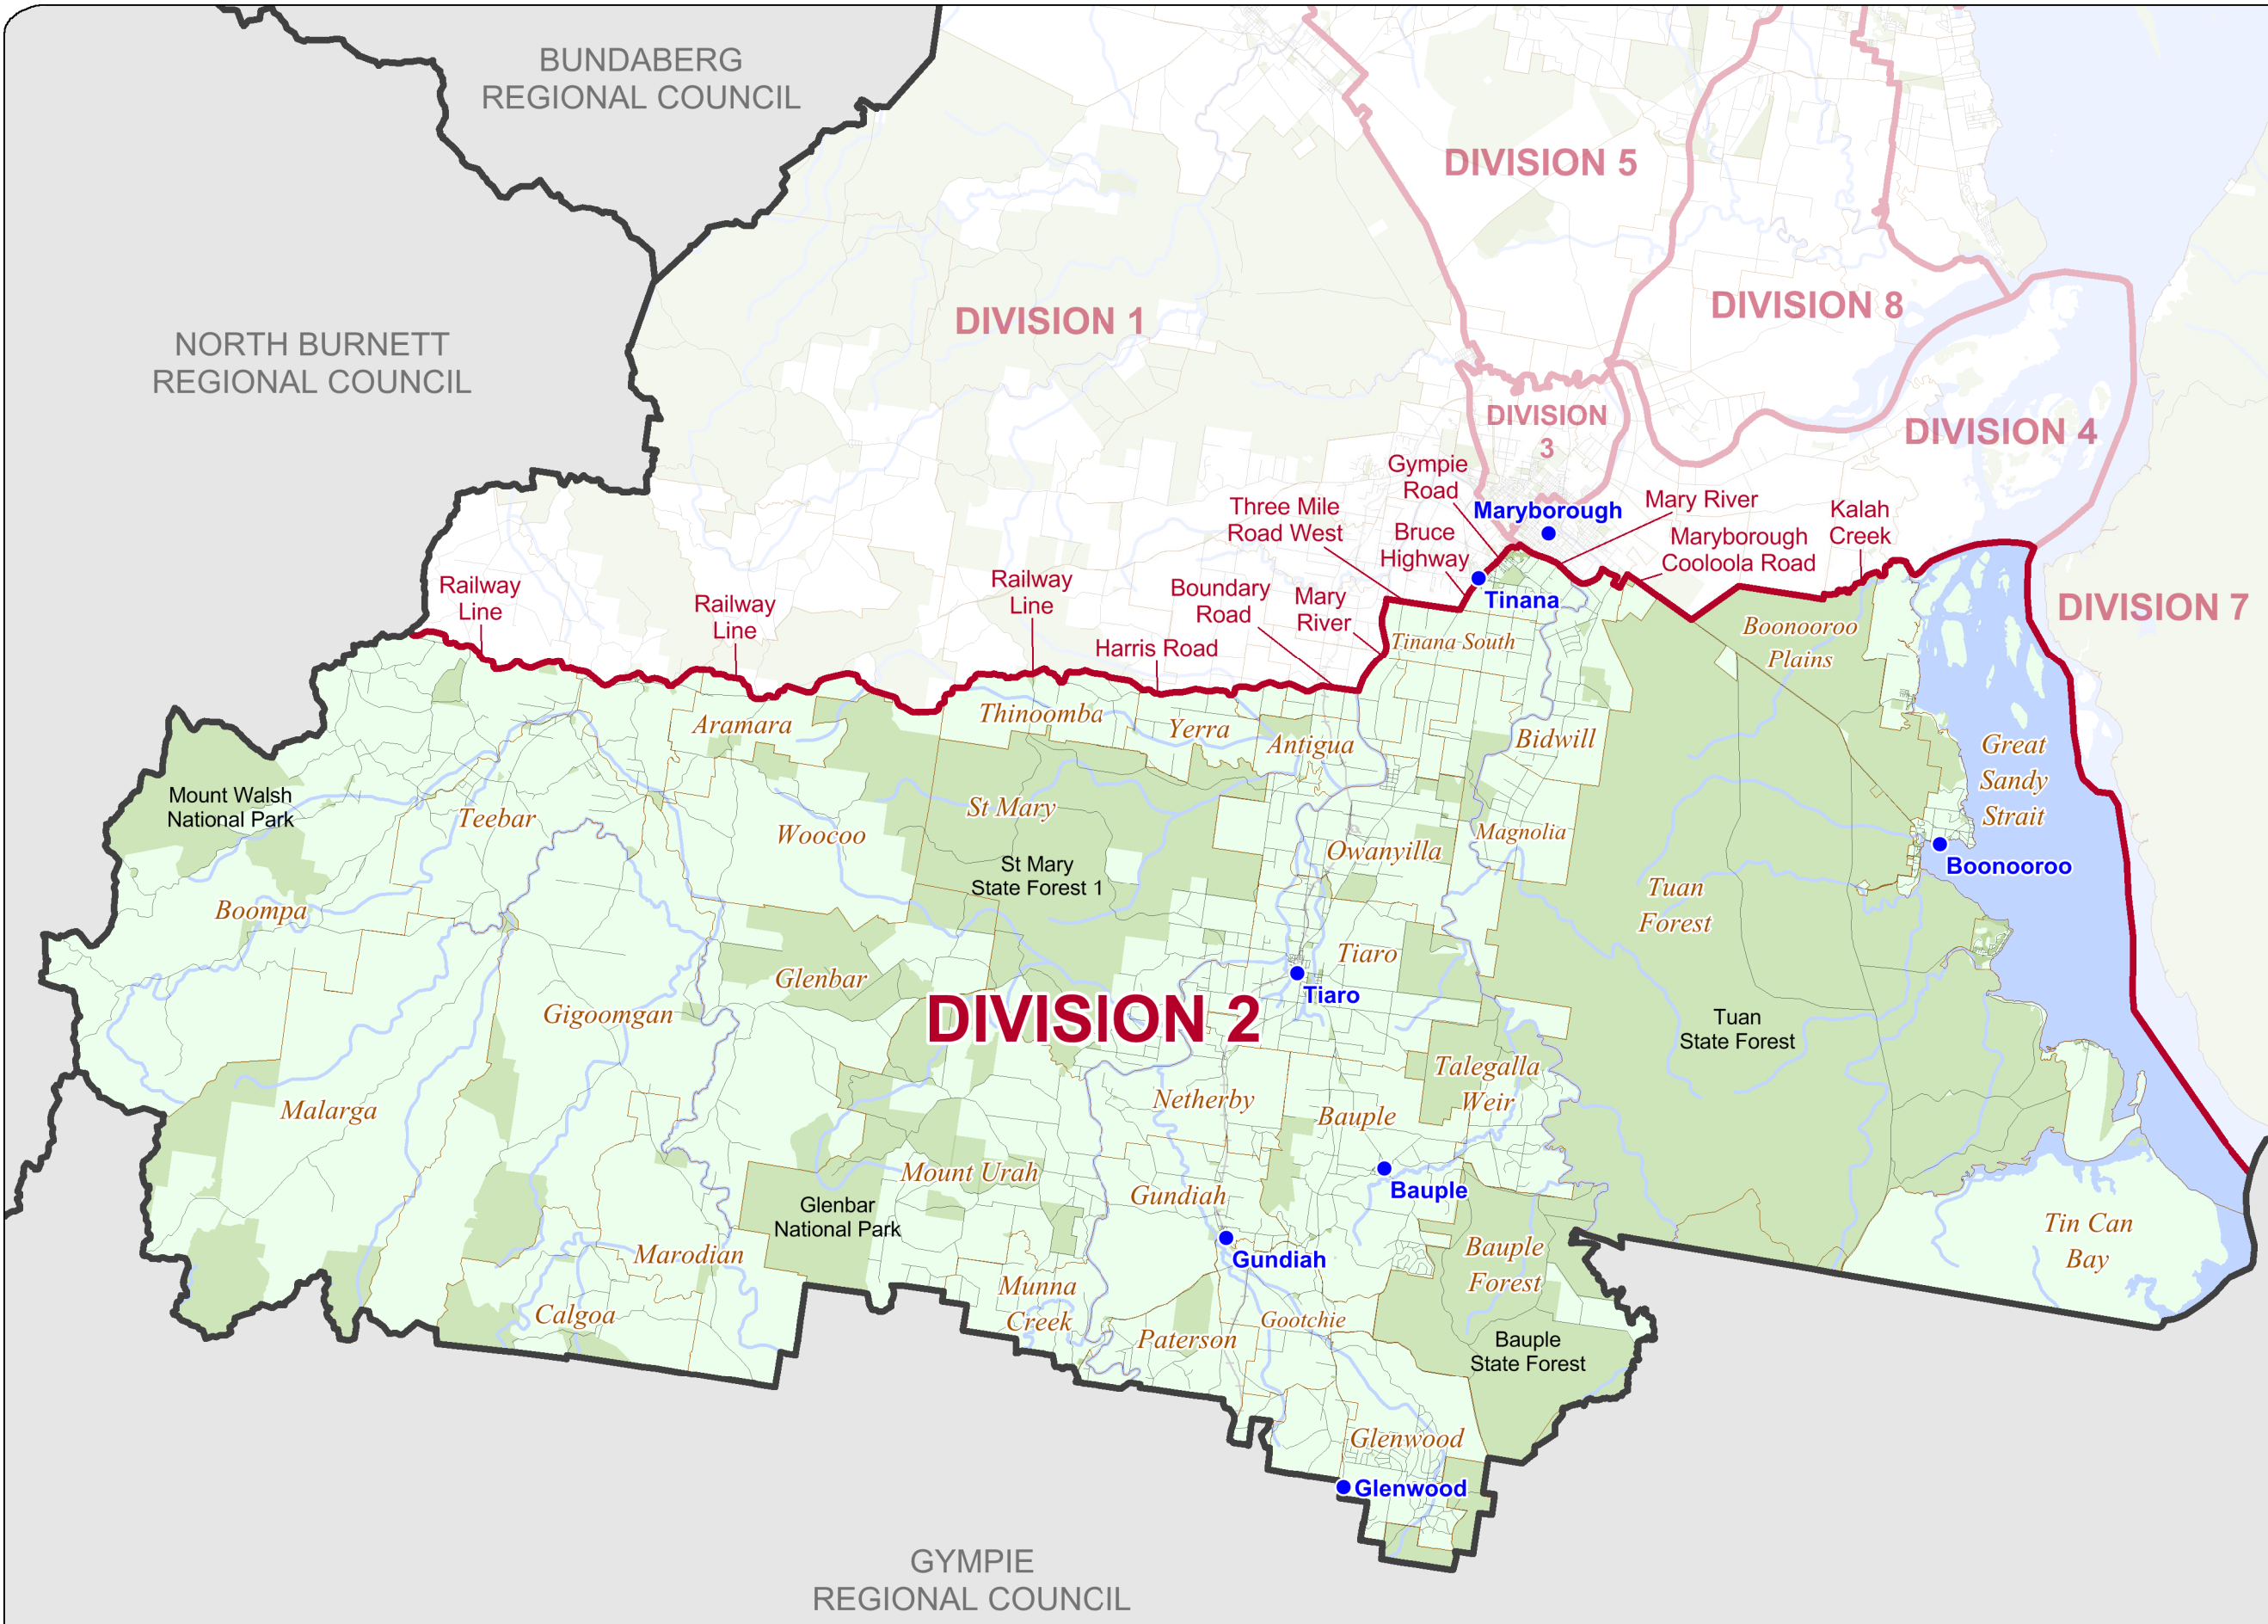 BUNDABERG
REGIONAL COUNCIL
DIVISION 5
DIVISION 8
DIVISION 1
NORTH BURNETT
REGIONAL COUNCIL
DIVISION
3
DIVISION 4
Gympie
Road
Three Mile
Road West
Maryborough
Mary River
Kalah
Creek
Bruce
Highway
Maryborough
Cooloola Road
Railway
Line
Railway
Line
Railway
Line
Boundary
Road
Mary
River
Tinana
DIVISION 7
Harris Road
Tinana South
Boonooroo
Plains
Aramara
Thinoomba
Yerra
Antigua
Bidwill
Great
Sandy
Strait
Mount Walsh
National Park
Teebar
Woocoo
St Mary
St Mary
State Forest 1
Owanyilla
Magnolia
Boonooroo
Tuan
Forest
Boompa
Glenbar
Tiaro
Tiaro
DIVISION 2
Gigoomgan
Tuan
State Forest
Malarga
Netherby
Bauple
Talegalla
Weir
Mount Urah
Gundiah
Bauple
Glenbar
National Park
Marodian
Gundiah
Bauple
Forest
Tin Can
Bay
Calgoa
Munna
Creek
Paterson
Gootchie
Bauple
State Forest
Glenwood
Glenwood
GYMPIE
REGIONAL COUNCIL